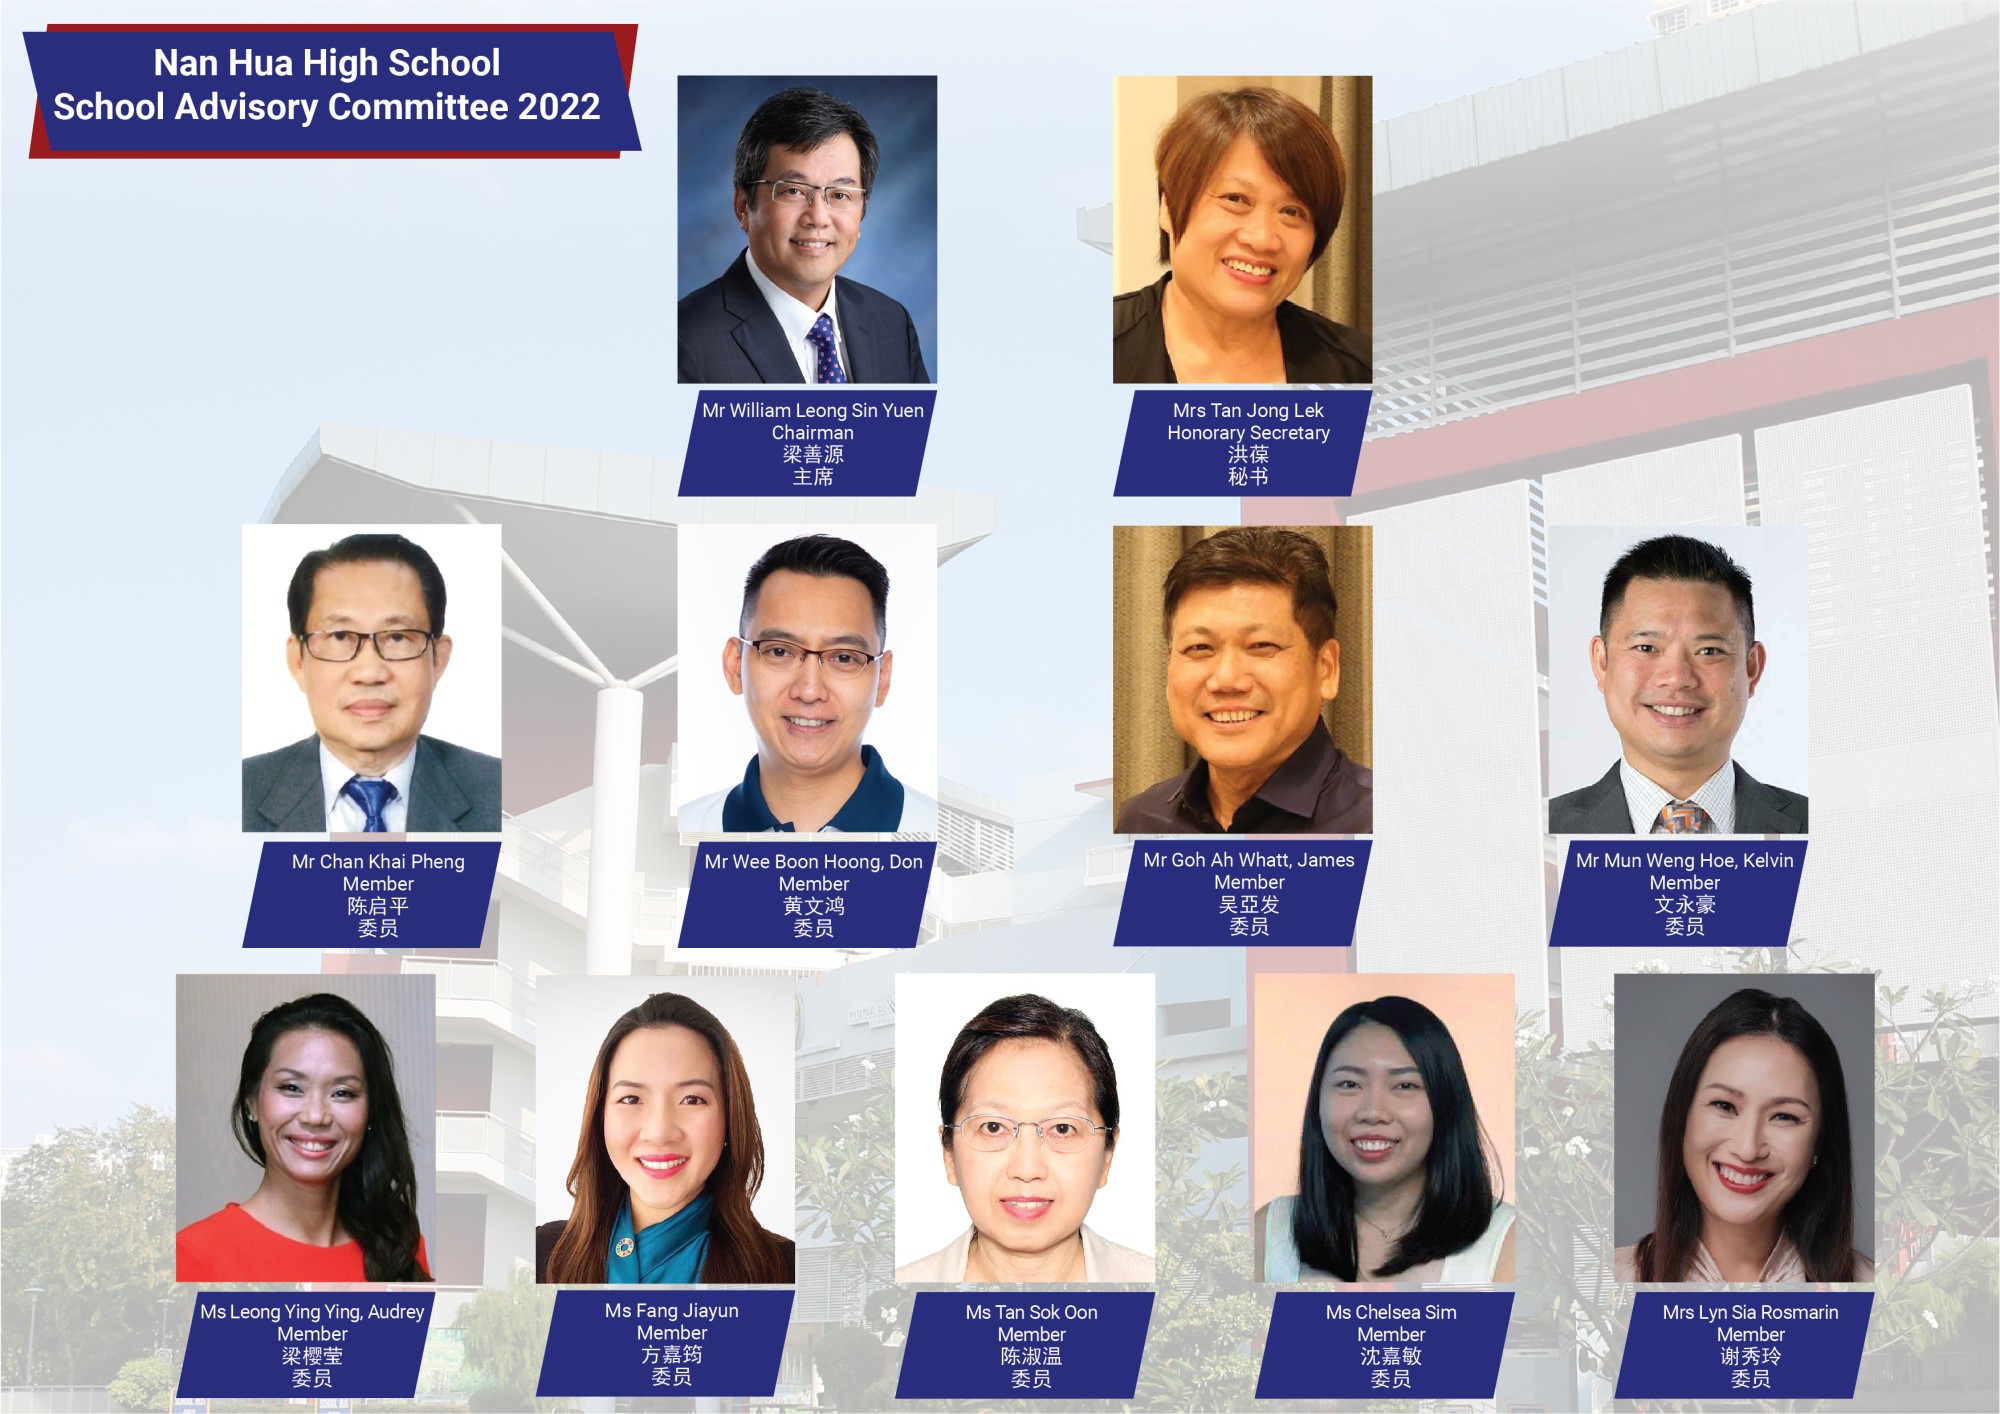 Nan Hua High School
School Advisory Committee 2022
Mr William Leong Sin Yuen
Chairman
梁善源
主席
Mrs Tan Jong Lek
Honorary Secretary
洪葆
秘书
Mr Chan Khai Pheng
Member
陈启平
委员
Mr Wee Boon Hoong, Don
Member
黄文鸿
委员
Mr Goh Ah Whatt, James
Member
吴亞发
委员
Mr Mun Weng Hoe, Kelvin
Member
文永豪
委员
Ms Leong Ying Ying, Audrey
Member
梁樱莹
委员
Ms Fang Jiayun
Member
方嘉筠
委员
Ms Tan Sok Oon
Member
陈淑温
委员
Ms Chelsea Sim
Member
沈嘉敏
委员
Mrs Lyn Sia Rosmarin
Member
谢秀玲
委员